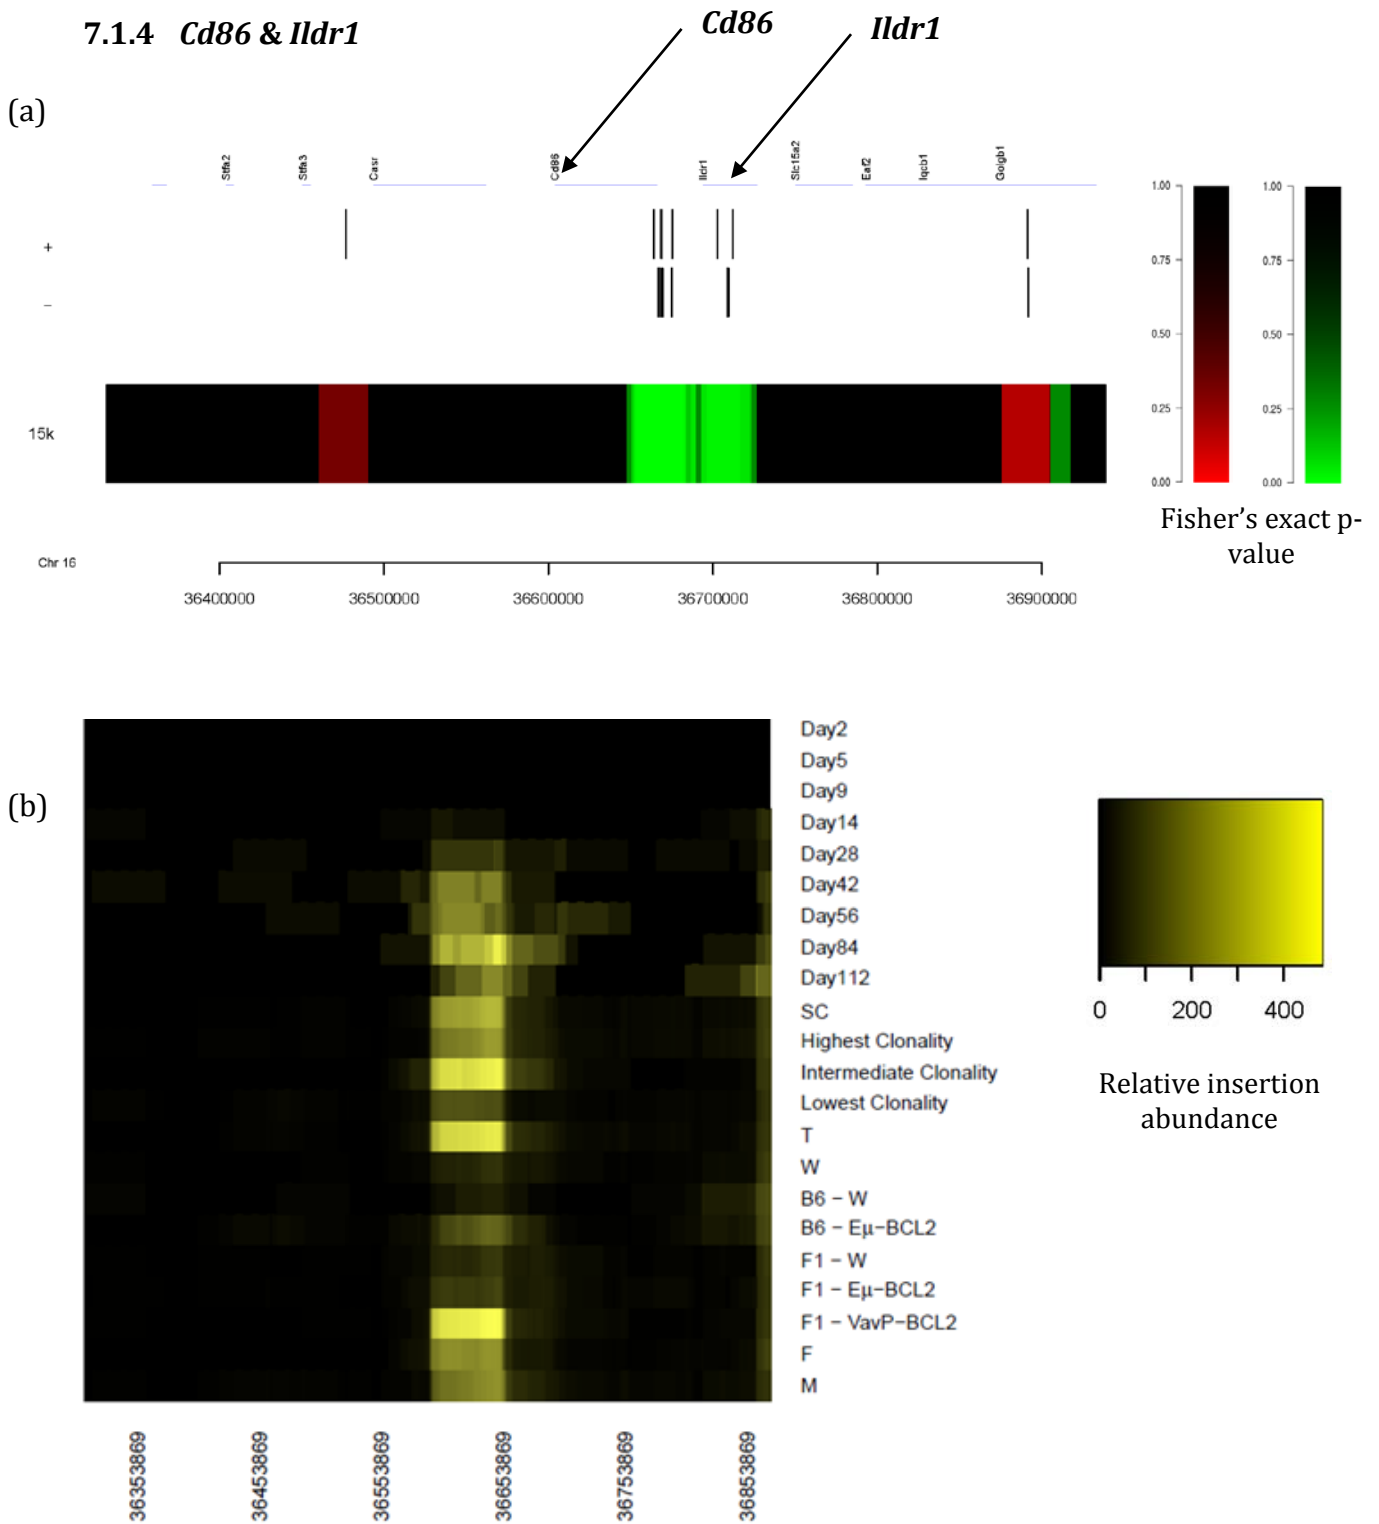 7.1.4 Cd86 & Ildr1
Cd86
Ildr1
(a)
Stfa2
Stfa3
Casr
Cd86
Ildr1
Slc15a2
Eaf2
Iqcb1
Golgb1
+
−
15k
1.00
0.75
0.50
0.25
0.00
1.00
0.75
0.50
0.25
0.00
Fisher's exact p-
value
Chr 16
36400000
36500000
36600000
36700000
36800000
36900000
(b)
Day2
Day5
Day9
Day14
Day28
Day42
Day56
Day84
Day112
SC
Highest Clonality
Intermediate Clonality
Lowest Clonality
T
W
B6 − W
B6 − Eμ−BCL2
F1 − W
F1 − Eμ−BCL2
F1 − VavP−BCL2
F
M
0
200
400
Relative insertion
abundance
36353869
36453869
36553869
36653869
36753869
36853869